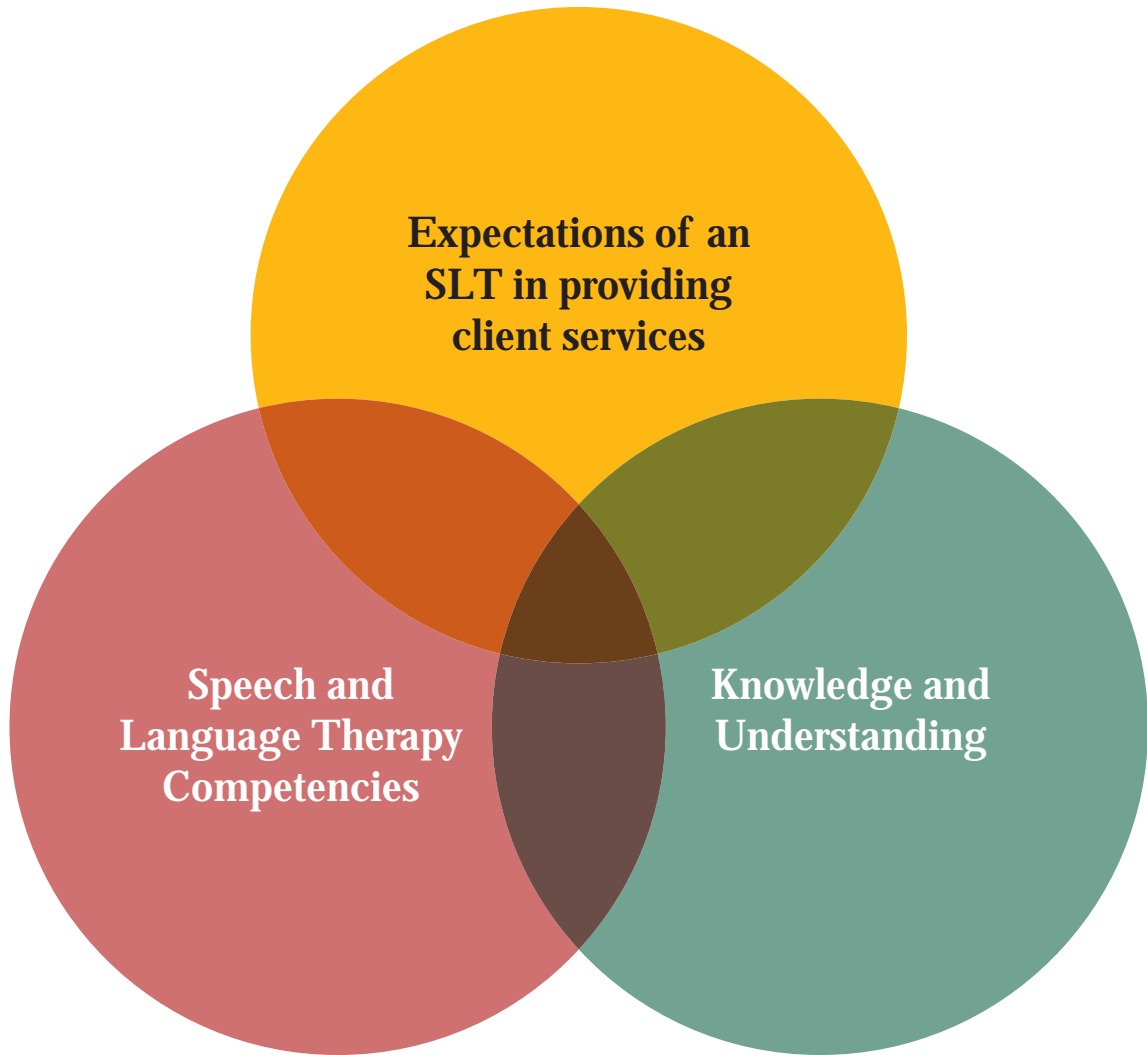 Expectations of an
SLT in providing
client services
Speech and
Language Therapy
Competencies
Knowledge and
Understanding